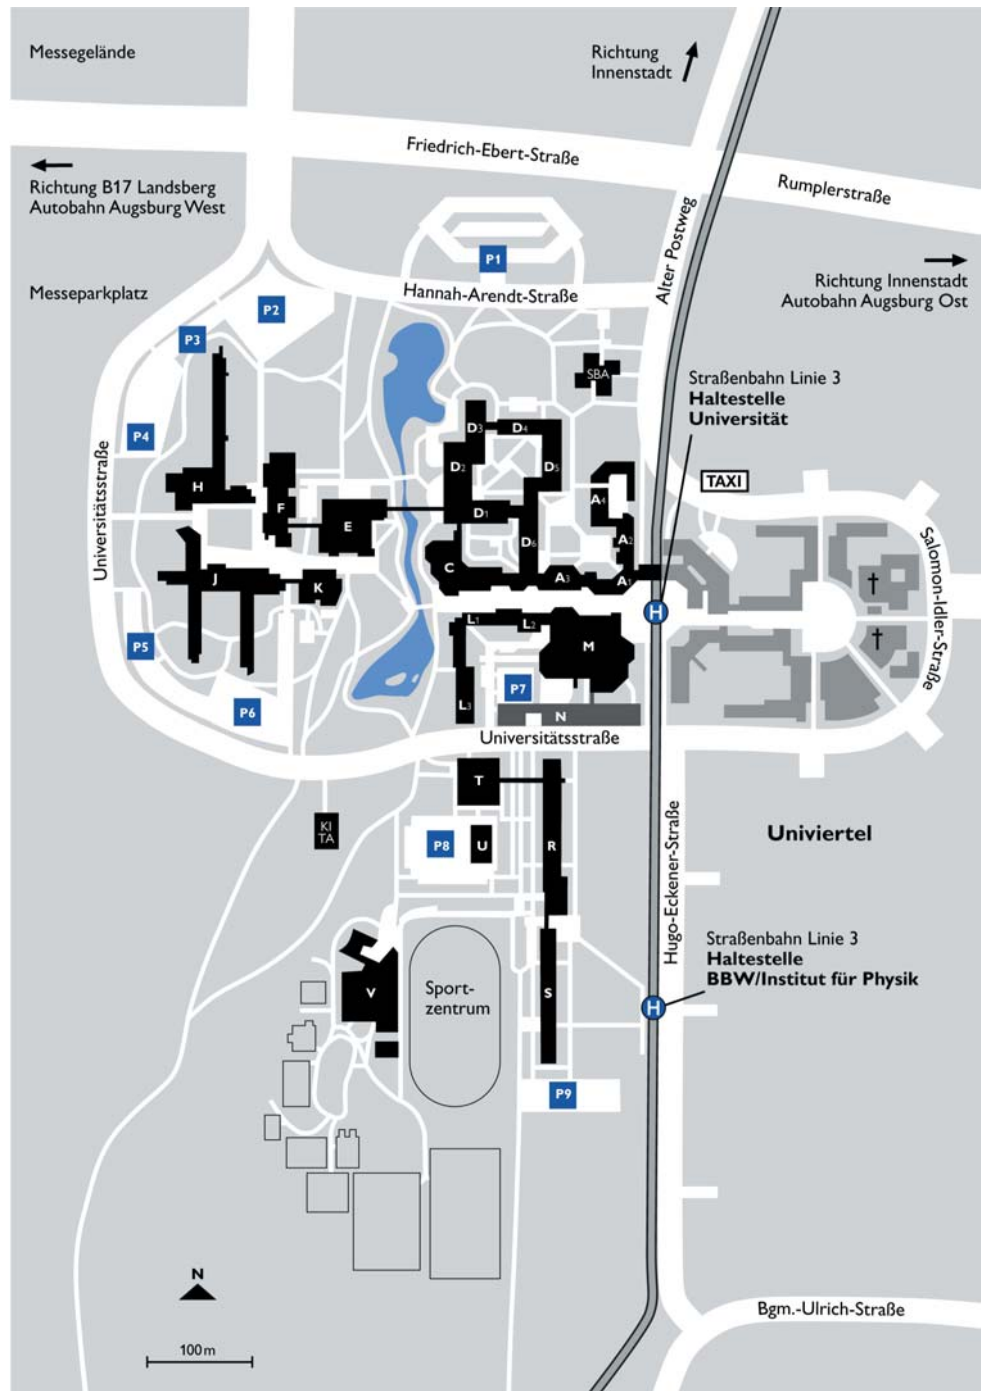 Messegelände
Richtung
Innenstadt
Friedrich-Ebert-Straße
Rumplerstraße
Richtung B17 Landsberg
Autobahn Augsburg West
Alter Postweg
P1
Richtung Innenstadt
Autobahn Augsburg Ost
Messeparkplatz
Hannah-Arendt-Straße
P2
P3
SBA
Straßenbahn Linie 3
Haltestelle
Universität
P4
D3
D4
D2
D5
TAXI
H
F
E
D1
A4
A2
D6
Universitätsstraße
C
A3
A1
J
K
H
Salomon-Idler-Straße
L1
L2
M
P5
P7
L3
N
P6
Universitätsstraße
T
KI
TA
P8
U
R
Hugo-Eckener-Straße
Univiertel
Straßenbahn Linie 3
Haltestelle
BBW/Institut für Physik
V
Sport-
zentrum
S
H
P9
N
100 m
Bgm.-Ulrich-Straße